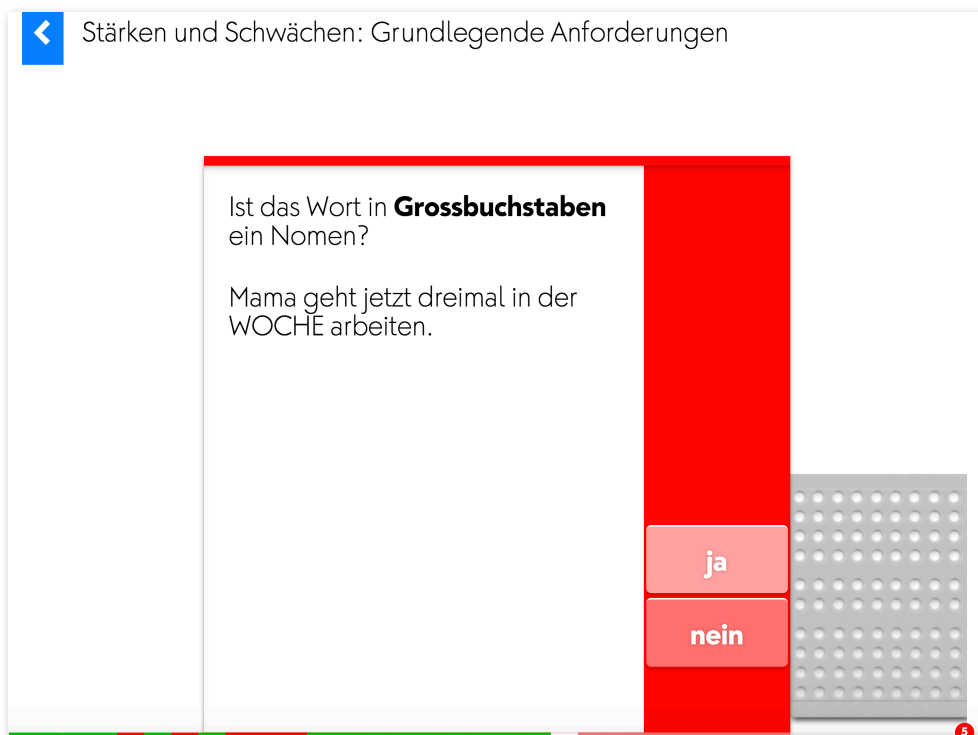 Stärken und Schwächen: Grundlegende Anforderungen
Ist das Wort in Grossbuchstaben
ein Nomen?
Mama geht jetzt dreimal in der
WOCHE arbeiten.
ja
nein
5